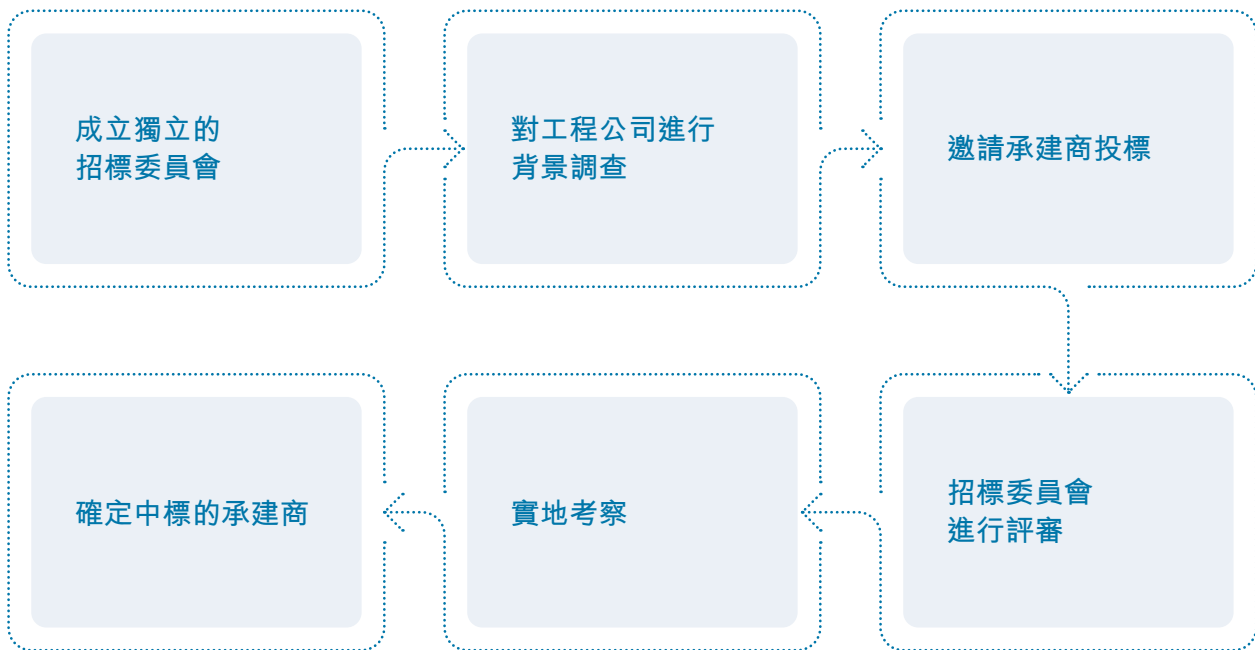 成立獨立的
招標委員會
對工程公司進行
背景調查
邀請承建商投標
招標委員會
進行評審
實地考察
確定中標的承建商